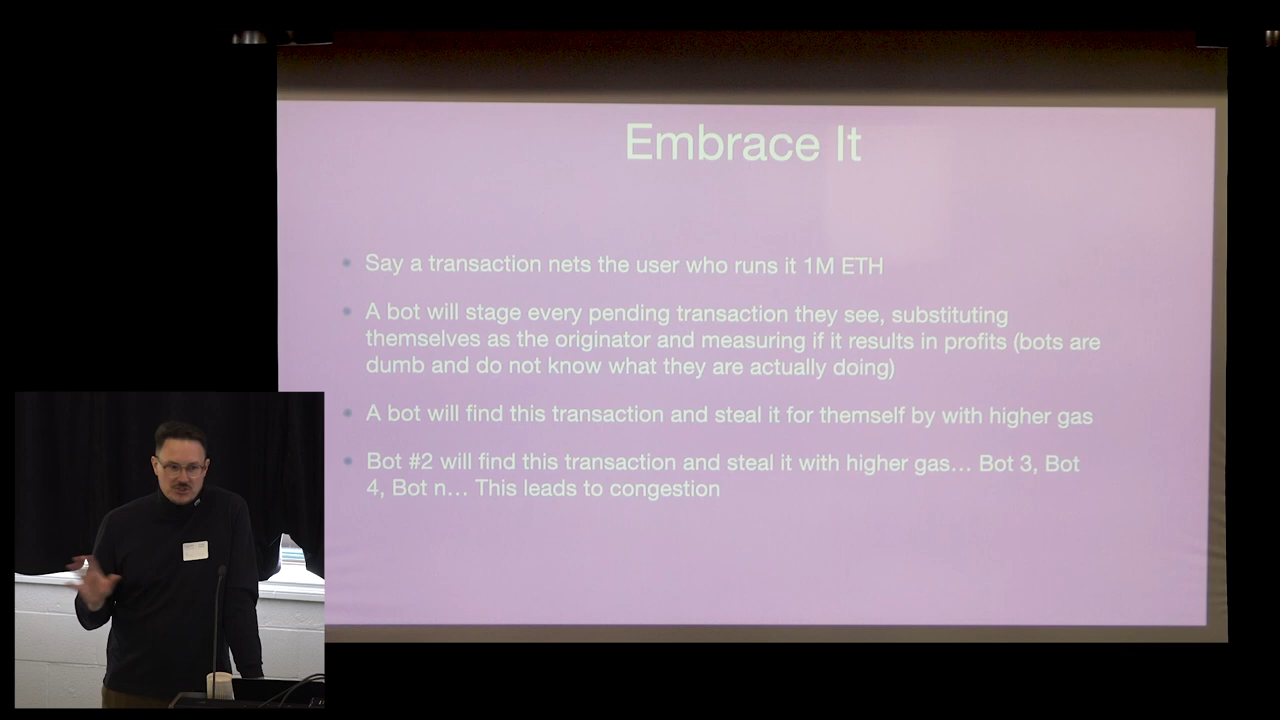 Embrace It
Say a transaction nets the user who runs it 1M ETH
A bot will stage every pending transaction they see, substituting
themselves as the originator and measuring if it results in profits (bots are
dumb and do not know what they are actually doing)
A bot will find this transaction and steal it for themself by with higher gas
Bot #2 will find this transaction and steal it with higher gas... Bot 3, Bot
4, Bot n... This leads to congestion